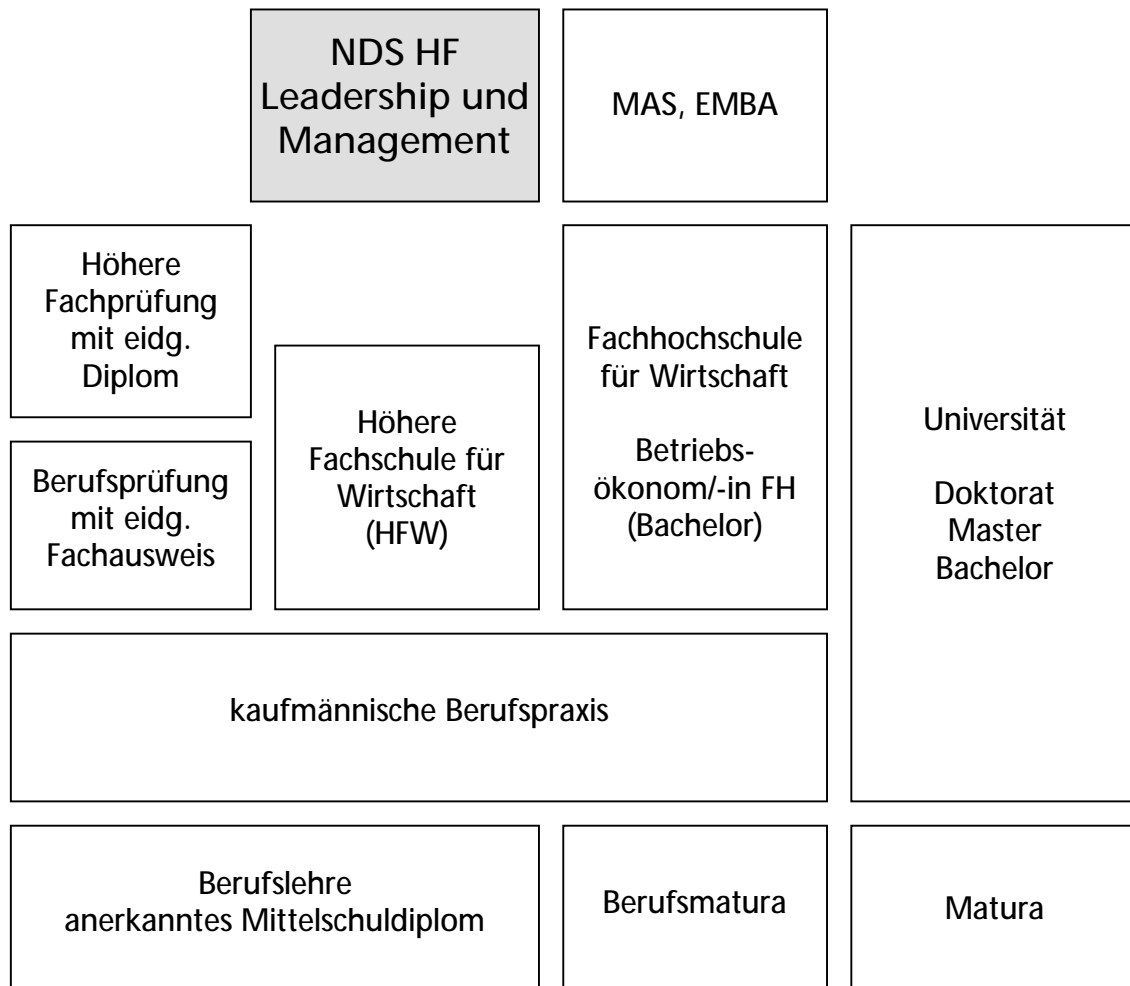 NDS HF
Leadership und
Management
MAS, EMBA
Höhere
Fachprüfung
mit eidg.
Diplom
Berufsprüfung
mit eidg.
Fachausweis
Höhere
Fachschule für
Wirtschaft
(HFW)
Fachhochschule
für Wirtschaft
Betriebs-
ökonom/-in FH
(Bachelor)
Universität
Doktorat
Master
Bachelor
kaufmännische Berufspraxis
Berufslehre
anerkanntes Mittelschuldiplom
Berufsmatura
Matura